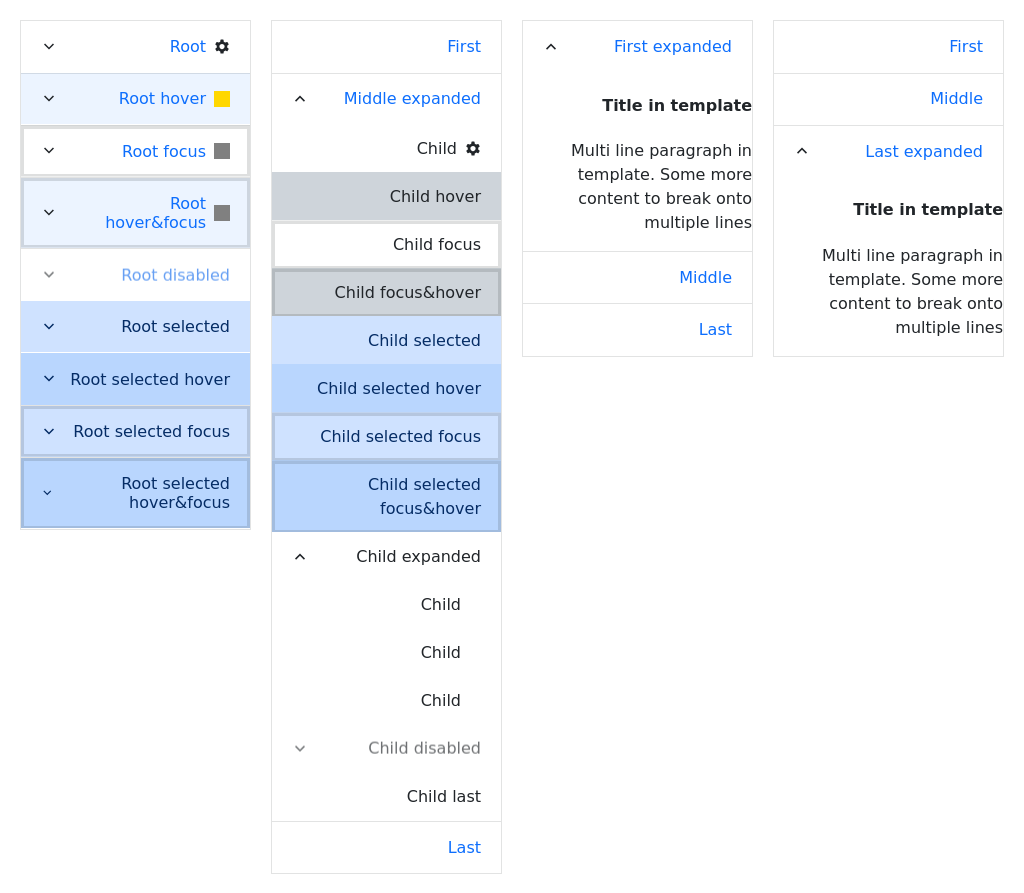 Root
Root hover
Root focus
Root
hover&focus
Root disabled
Root selected
Root selected hover
Root selected focus
Root selected
hover&focus
First
Middle expanded
Child
Child hover
Child focus
Child focus&hover
Child selected
Child selected hover
Child selected focus
Child selected
focus&hover
Child expanded
Child
Child
Child
Child disabled
Child last
Last
First expanded
Title in template
Multi line paragraph in
template. Some more
content to break onto
multiple lines
Middle
Last
First
Middle
Last expanded
Title in template
Multi line paragraph in
template. Some more
content to break onto
multiple lines